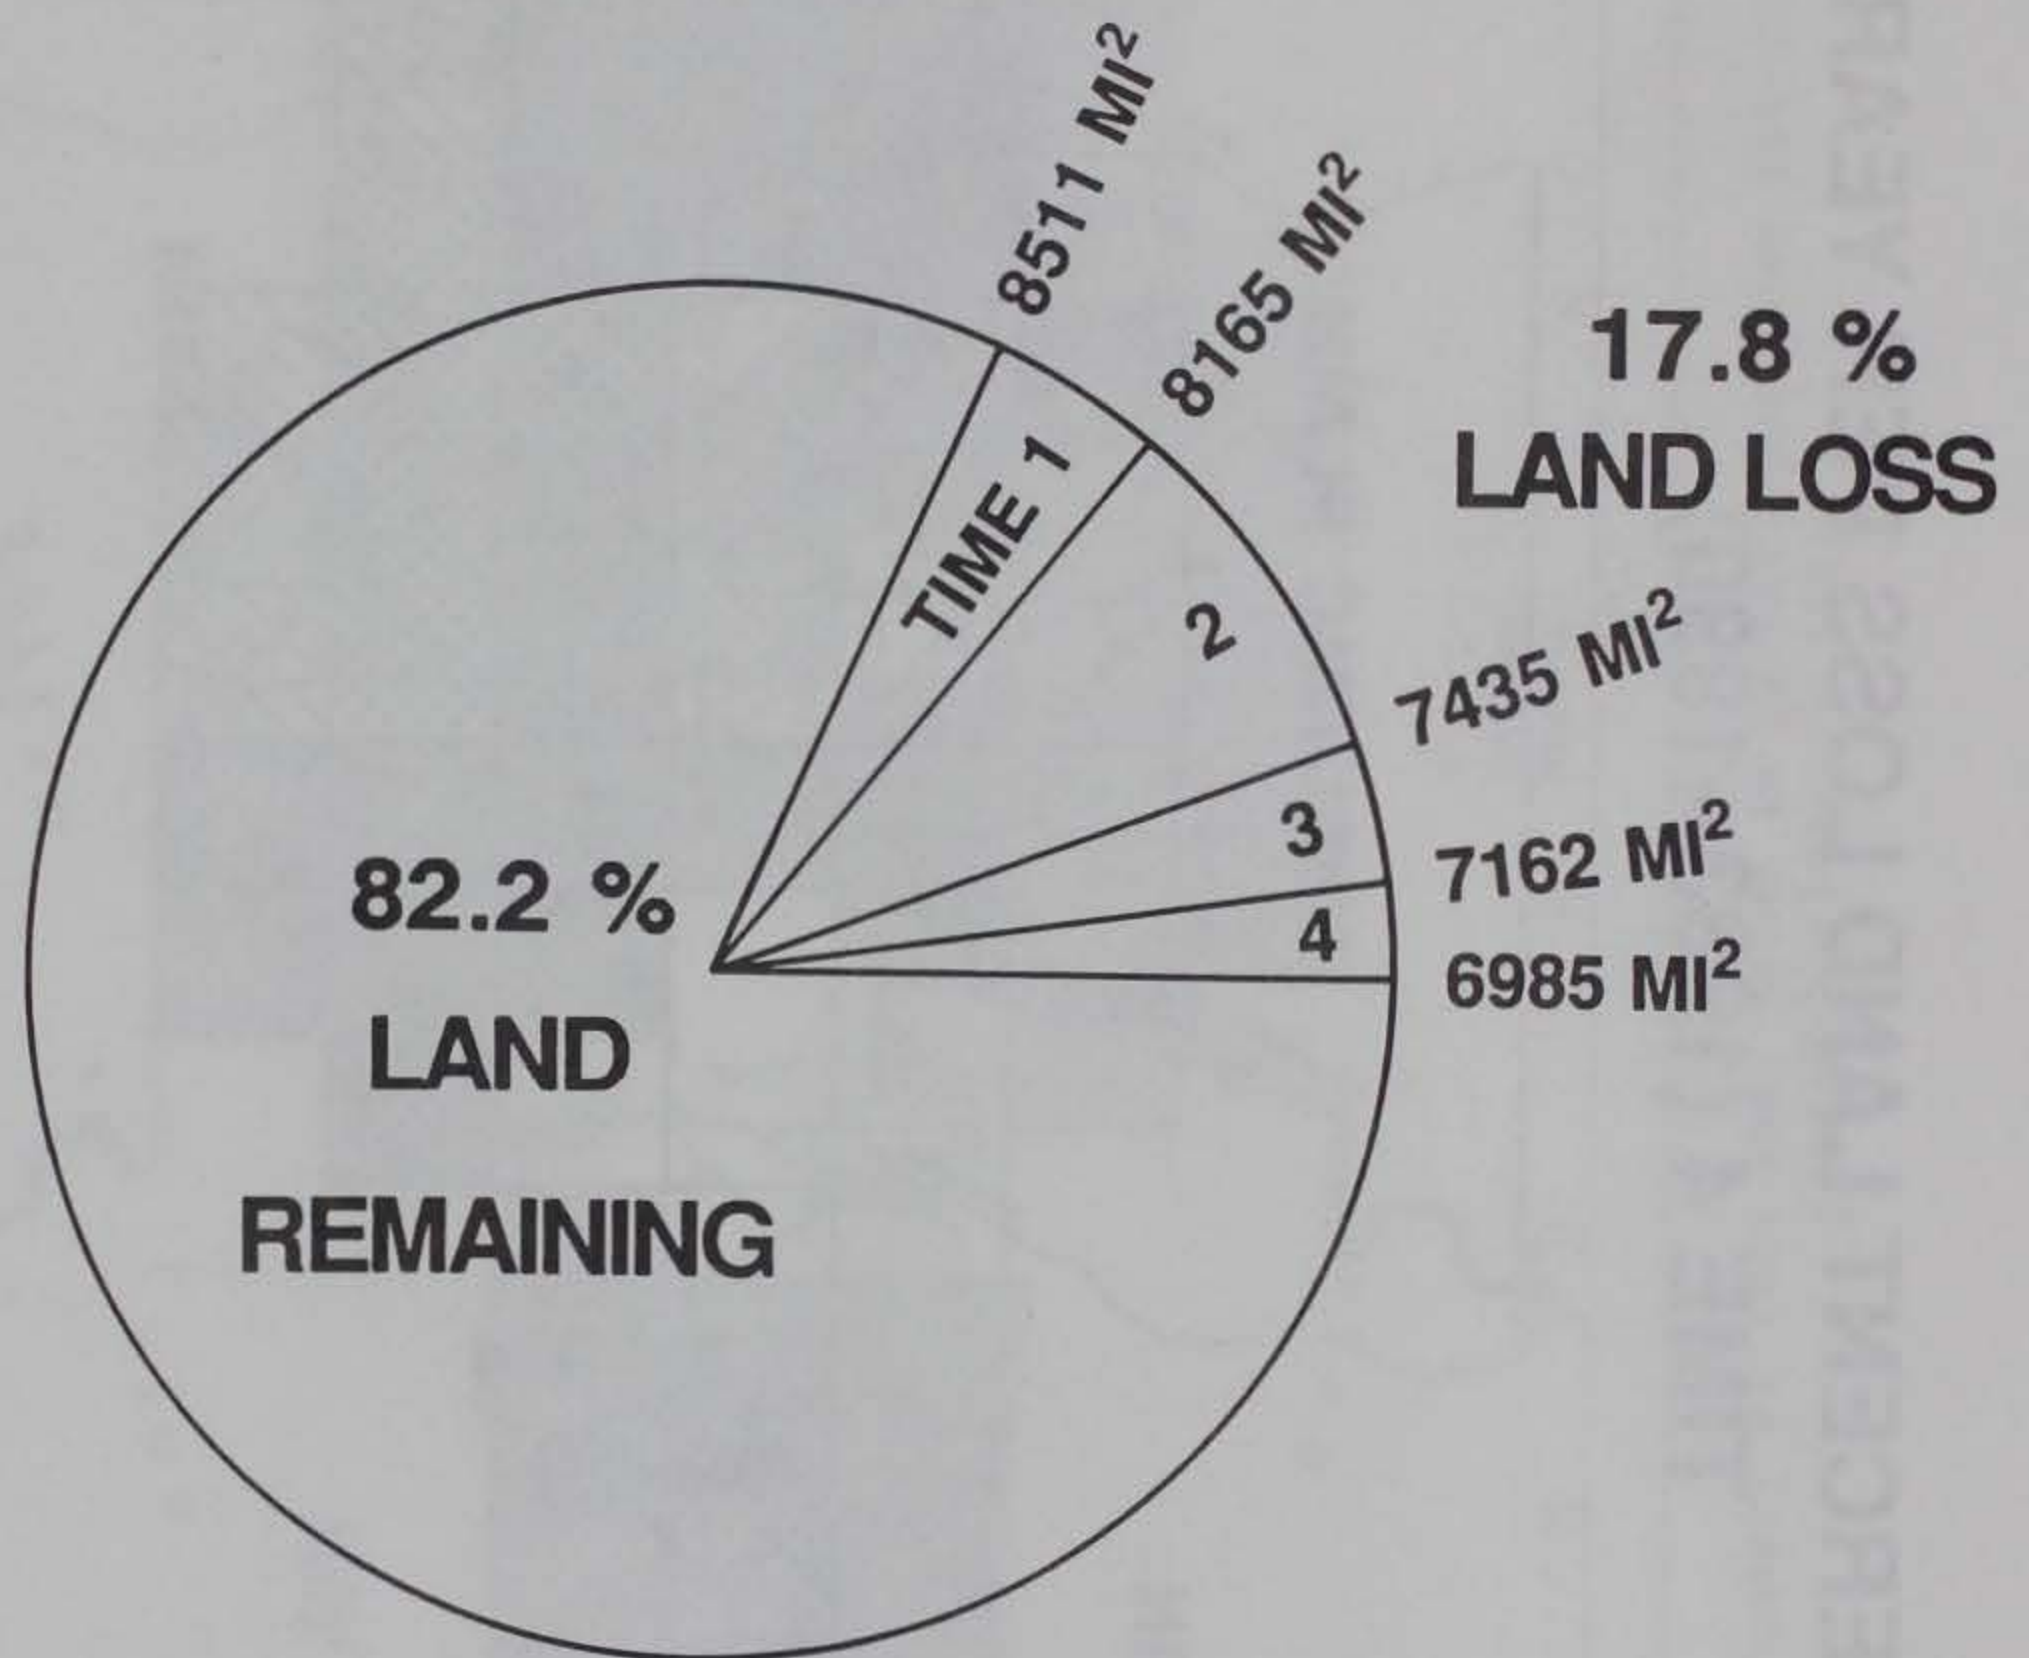 8511 MI²
8165 MI²
17.8 %
LAND LOSS
TIME 1
2
7435 MI²
3
7162 MI²
4
6985 MI²
82.2 %
LAND
REMAINING